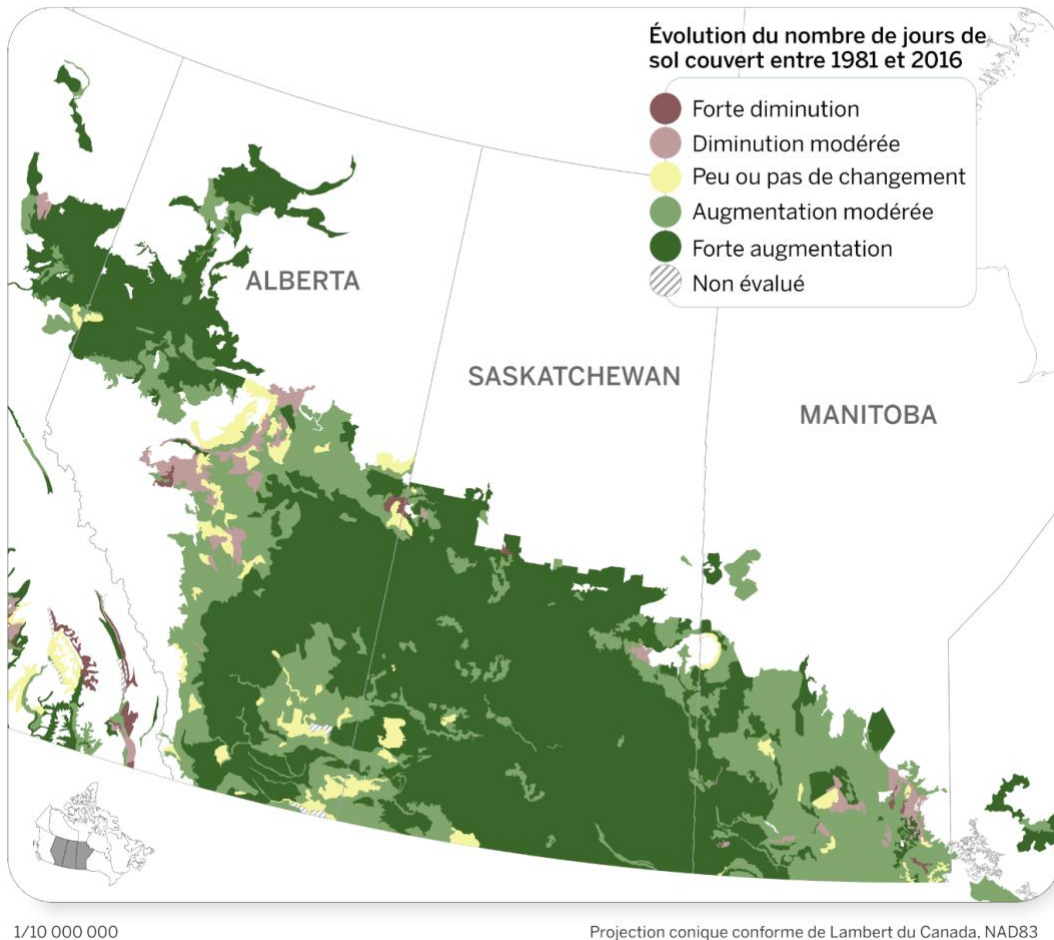 Évolution du nombre de jours de
sol couvert entre 1981 et 2016
Forte diminution
Diminution modérée
Peu ou pas de changement
Augmentation modérée
Forte augmentation
Non évalué
ALBERTA
SASKATCHEWAN
MANITOBA
1/10 000 000
Projection conique conforme de Lambert du Canada, NAD83